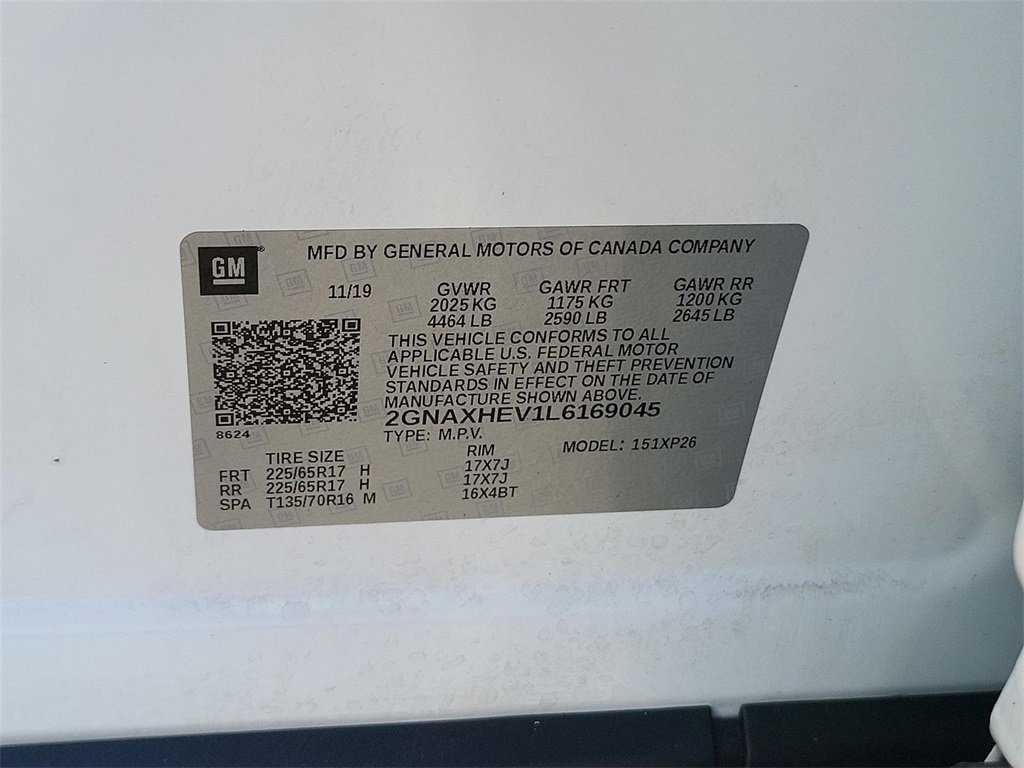 GM
MFD BY GENERAL MOTORS OF CANADA COMPANY
11/19 GVWR GAWR FRT GAWR RR
2025 KG 1175 KG 1200 KG
4464 LB 2590 LB 2645 LB
THIS VEHICLE CONFORMS TO ALL
APPLICABLE U.S. FEDERAL MOTOR
VEHICLE SAFETY AND THEFT PREVENTION
STANDARDS IN EFFECT ON THE DATE OF
MANUFACTURE SHOWN ABOVE.
2GNAXHEV1L6169045
8624
TYPE: M.P.V.
MODEL: 151XP26
TIRE SIZE RIM
FRT 225/65R17 H 17X7J
RR 225/65R17 H 17X7J
SPA T135/70R16 M 16X4BT